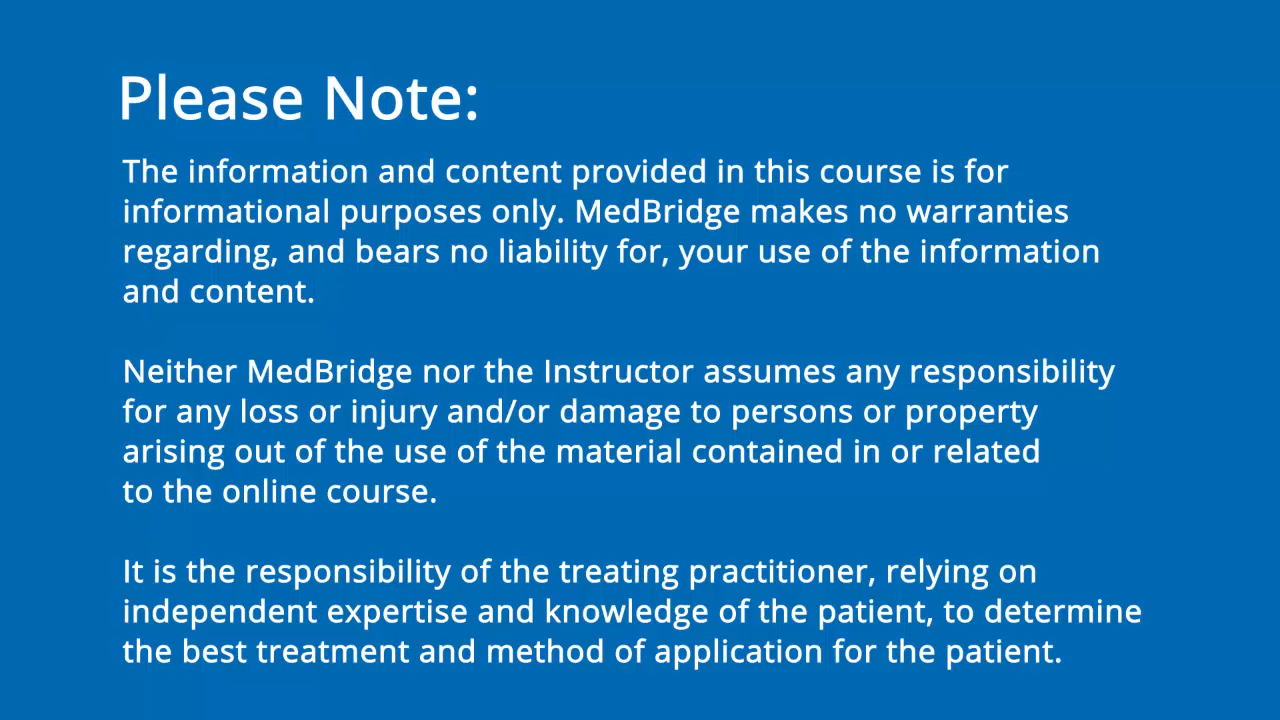 Please Note:
The information and content provided in this course is for
informational purposes only. MedBridge makes no warranties
regarding, and bears no liability for, your use of the information
and content.
Neither MedBridge nor the Instructor assumes any responsibility
for any loss or injury and/or damage to persons or property
arising out of the use of the material contained in or related
to the online course.
It is the responsibility of the treating practitioner, relying on
independent expertise and knowledge of the patient, to determine
the best treatment and method of application for the patient.